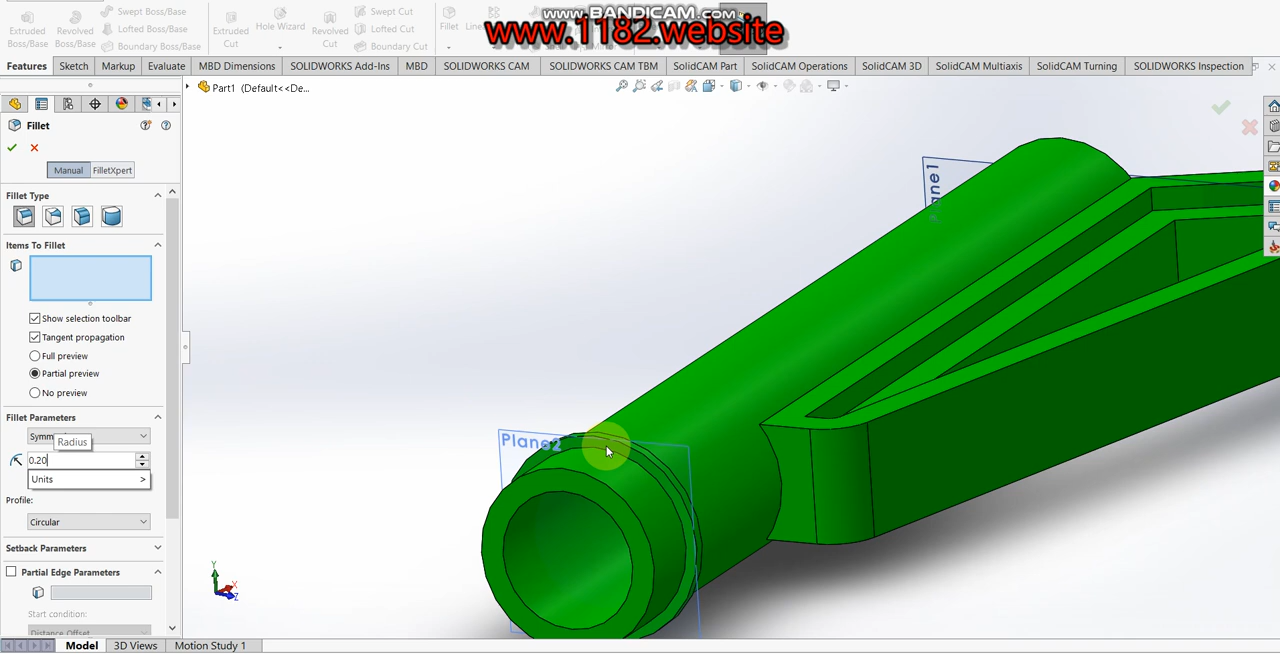 www.BANDICAM.com
www.1182.website
Extruded Boss/Base
Revolved Boss/Base
Swept Boss/Base
Lofted Boss/Base
Boundary Boss/Base
Extruded Cut
Hole Wizard
Revolved Cut
Swept Cut
Lofted Cut
Boundary Cut
Fillet
Features
Sketch
Markup
Evaluate
MBD Dimensions
SOLIDWORKS Add-Ins
MBD
SOLIDWORKS CAM
SOLIDWORKS CAM TBM
SolidCAM Part
SolidCAM Operations
SolidCAM 3D
SolidCAM Multiaxis
SolidCAM Turning
SOLIDWORKS Inspection
Part1 (Default<<De...
Fillet
Manual
FilletXpert
Fillet Type
Items To Fillet
Show selection toolbar
Tangent propagation
Full preview
Partial preview
No preview
Fillet Parameters
Radius
0.20
Units >
Profile:
Circular
Setback Parameters
Partial Edge Parameters
Start condition:
Distance Offset
Plane1
Plane2
Y
X
Z
Model
3D Views
Motion Study 1